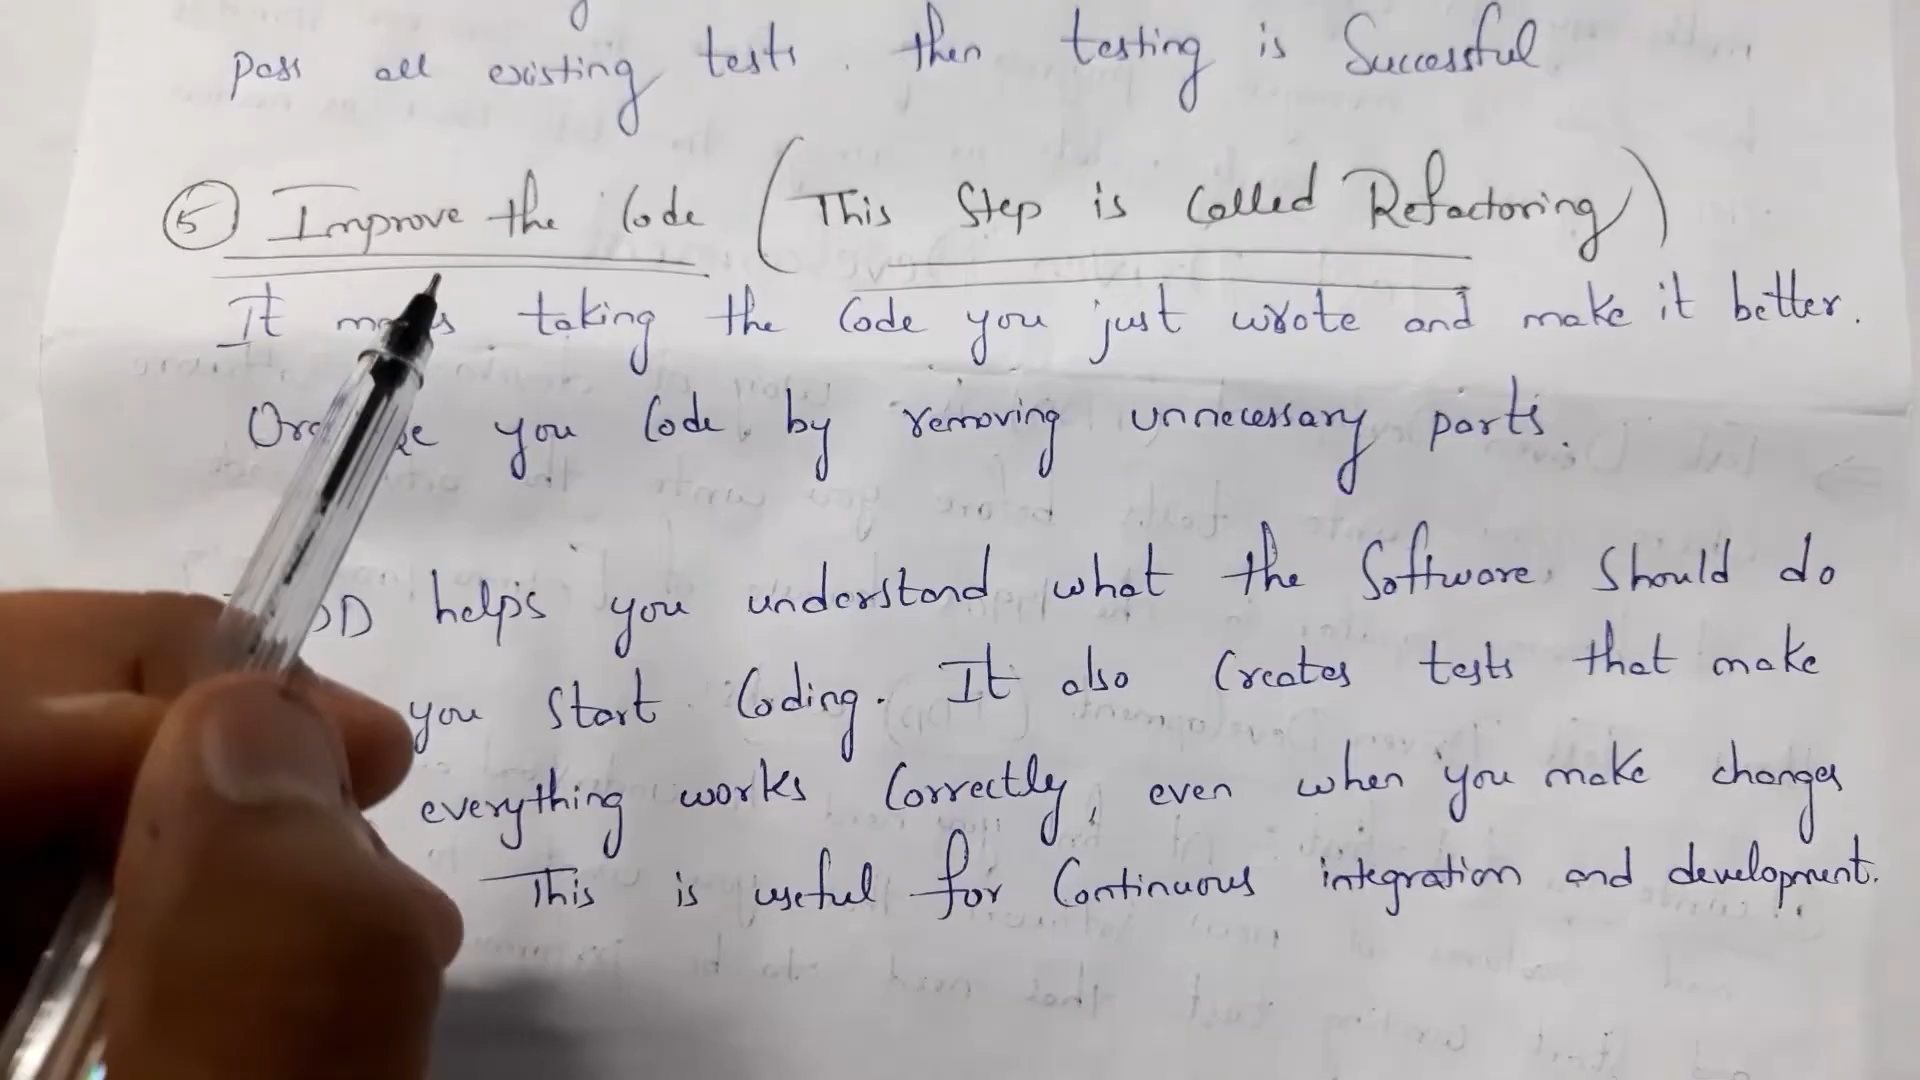 pass all existing tests. then testing is Successful.
⑤ Improve the Code (This Step is Called Refactoring)
It taking the Code you just wrote and make it better.
you Code by removing unnecessary parts.
helps you understand what the Software Should do
you Start Coding. It also Creates tests that make
everything works Correctly, even when you make changes
This is useful for Continuous integration and development.